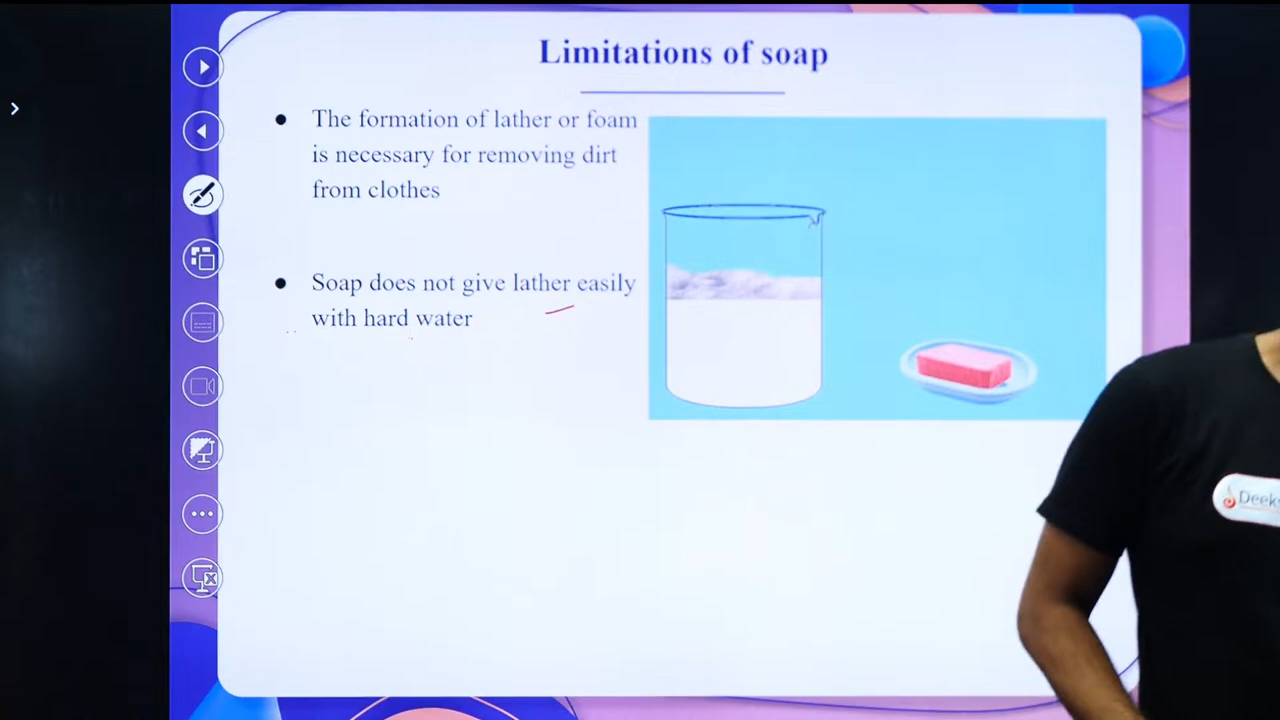 Limitations of soap
● The formation of lather or foam
is necessary for removing dirt
from clothes
● Soap does not give lather easily
with hard water